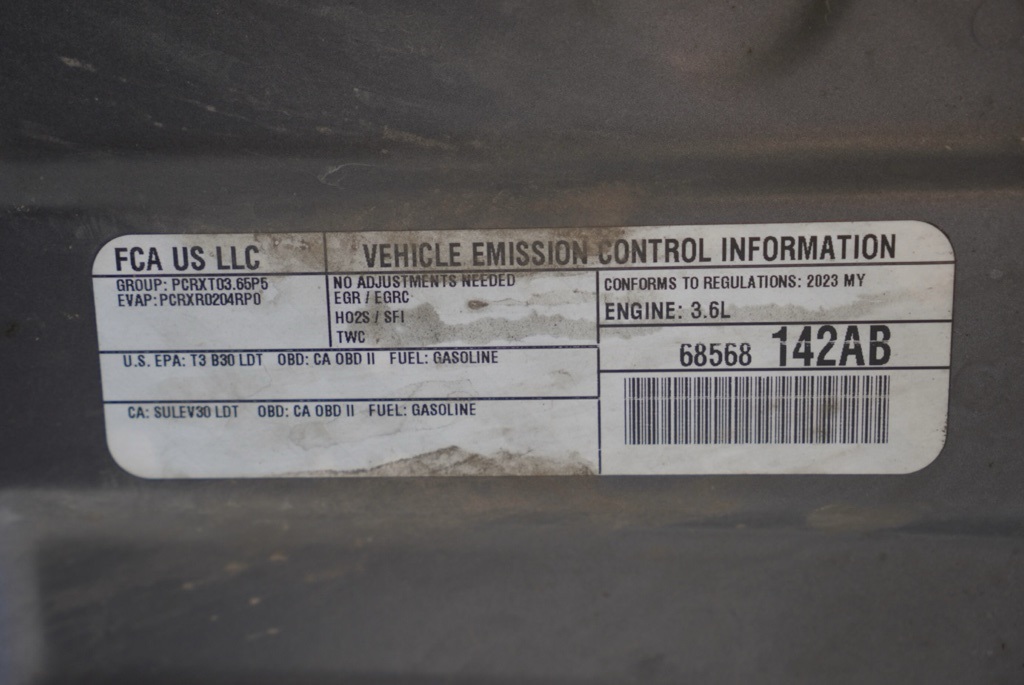 FCA US LLC
VEHICLE EMISSION CONTROL INFORMATION
GROUP: PCRXT03.65P5
EVAP: PCRXR0204RP0
NO ADJUSTMENTS NEEDED
EGR / EGRC
HO2S / SFI
TWC
CONFORMS TO REGULATIONS: 2023 MY
ENGINE: 3.6L
68568 142AB
U.S. EPA: T3 B30 LDT OBD: CA OBD II FUEL: GASOLINE
CA: SULEV30 LDT OBD: CA OBD II FUEL: GASOLINE